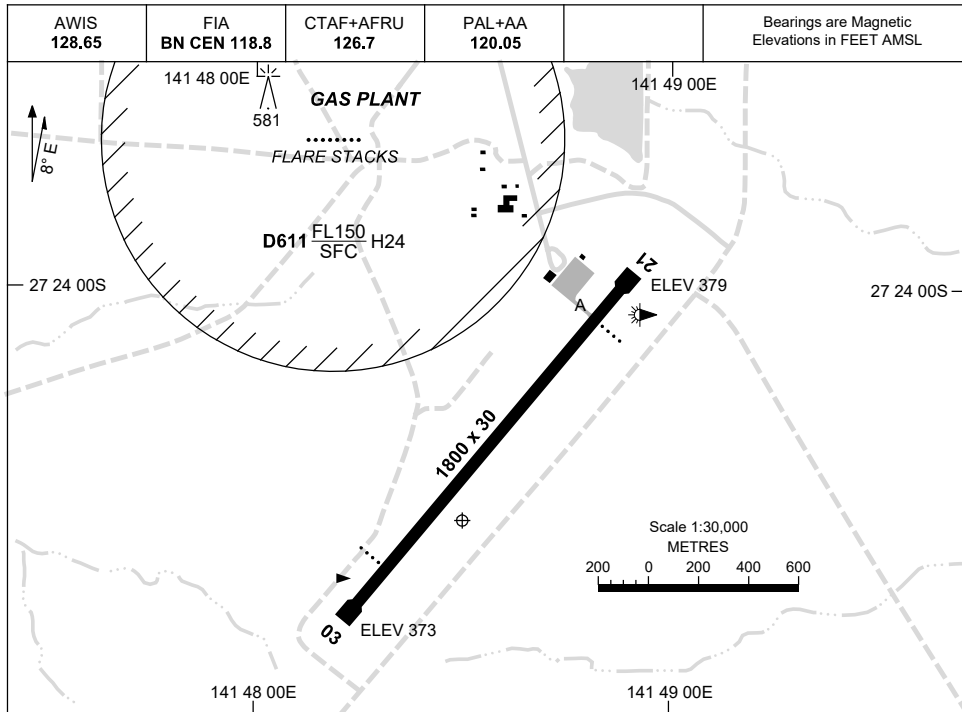 AWIS
128.65
FIA
BN CEN 118.8
CTAF+AFRU
126.7
PAL+AA
120.05
Bearings are Magnetic
Elevations in FEET AMSL
141 48 00E
141 49 00E
GAS PLANT
581
FLARE STACKS
8° E
D611 FL150 H24
SFC
21
27 24 00S
ELEV 379
27 24 00S
A
1800 x 30
Scale 1:30,000
METRES
200 0 200 400 600
03
ELEV 373
141 48 00E
141 49 00E